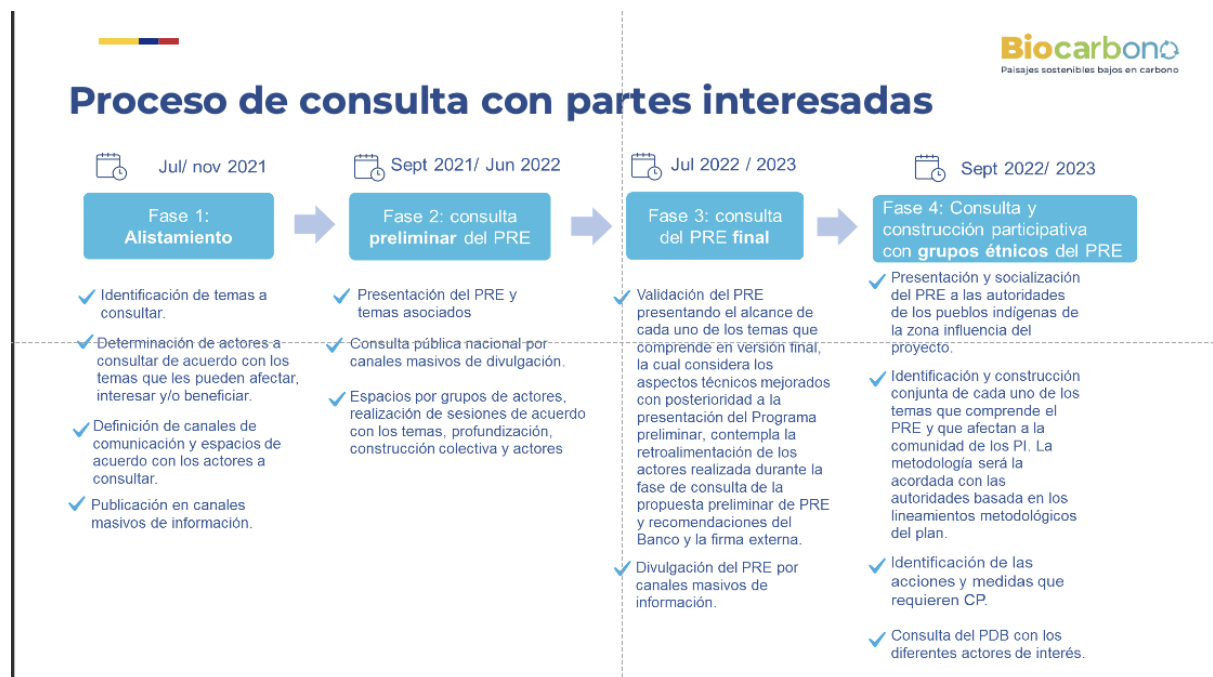 Biocarbono
Paisajes sostenibles bajos en carbono
Proceso de consulta con partes interesadas
Jul/ nov 2021
Fase 1:
Alistamiento
Identificación de temas a
consultar.
Determinación de actores a
consultar de acuerdo con los
temas que les pueden afectar,
interesar y/o beneficiar.
Definición de canales de
comunicación y espacios de
acuerdo con los actores a
consultar.
Publicación en canales
masivos de información.
Sept 2021/ Jun 2022
Fase 2: consulta
preliminar del PRE
Presentación del PRE y
temas asociados
Consulta pública nacional por
canales masivos de divulgación.
Espacios por grupos de actores,
realización de sesiones de acuerdo
con los temas, profundización,
construcción colectiva y actores
Jul 2022 / 2023
Fase 3: consulta
del PRE final
Validación del PRE
presentando el alcance de
cada uno de los temas que
comprende en versión final,
la cual considera los
aspectos técnicos mejorados
con posterioridad a la
presentación del Programa
preliminar, contempla la
retroalimentación de los
actores realizada durante la
fase de consulta de la
propuesta preliminar de PRE
y recomendaciones del
Banco y la firma externa.
Divulgación del PRE por
canales masivos de
información.
Sept 2022/ 2023
Fase 4: Consulta y
construcción participativa
con grupos étnicos del PRE
Presentación y socialización
del PRE a las autoridades
de los pueblos indígenas de
la zona influencia del
proyecto.
Identificación y construcción
conjunta de cada uno de los
temas que comprende el
PRE y que afectan a la
comunidad de los PI. La
metodología será la
acordada con las
autoridades basada en los
lineamientos metodológicos
del plan.
Identificación de las
acciones y medidas que
requieren CP.
Consulta del PDB con los
diferentes actores de interés.